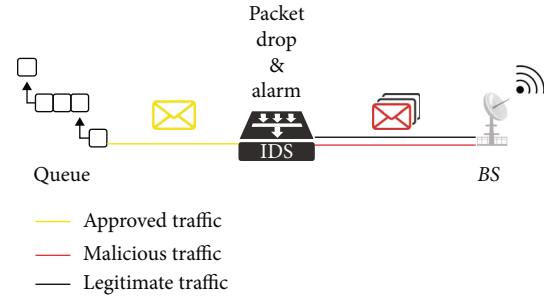 Packet
drop
&
alarm
IDS
Queue
BS
Approved traffic
Malicious traffic
Legitimate traffic